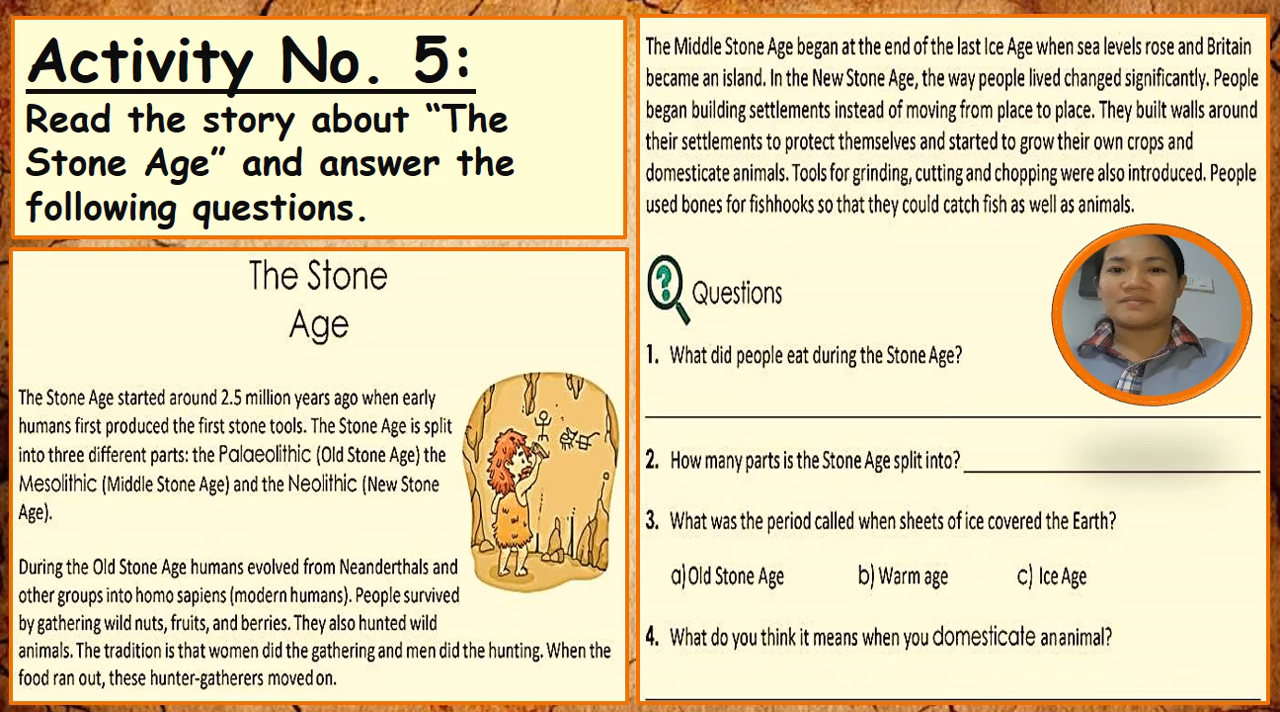 Activity No. 5:
Read the story about “The
Stone Age” and answer the
following questions.
The Stone
Age
The Stone Age started around 2.5 million years ago when early
humans first produced the first stone tools. The Stone Age is split
into three different parts: the Palaeolithic (Old Stone Age) the
Mesolithic (Middle Stone Age) and the Neolithic (New Stone
Age).
During the Old Stone Age humans evolved from Neanderthals and
other groups into homo sapiens (modern humans). People survived
by gathering wild nuts, fruits, and berries. They also hunted wild
animals. The tradition is that women did the gathering and men did the hunting. When the
food ran out, these hunter-gatherers moved on.
The Middle Stone Age began at the end of the last Ice Age when sea levels rose and Britain
became an island. In the New Stone Age, the way people lived changed significantly. People
began building settlements instead of moving from place to place. They built walls around
their settlements to protect themselves and started to grow their own crops and
domesticate animals. Tools for grinding, cutting and chopping were also introduced. People
used bones for fishhooks so that they could catch fish as well as animals.
Questions
1. What did people eat during the Stone Age?
2. How many parts is the Stone Age split into?
3. What was the period called when sheets of ice covered the Earth?
a) Old Stone Age b) Warm age c) Ice Age
4. What do you think it means when you domesticate an animal?